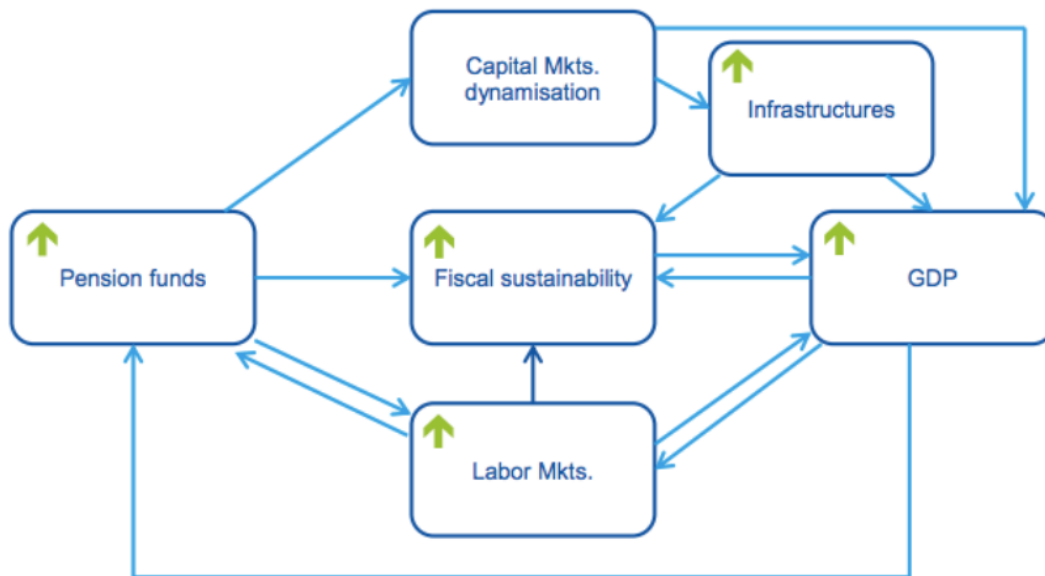 Capital Mkts.
dynamisation
Infrastructures
Pension funds
Fiscal sustainability
GDP
Labor Mkts.